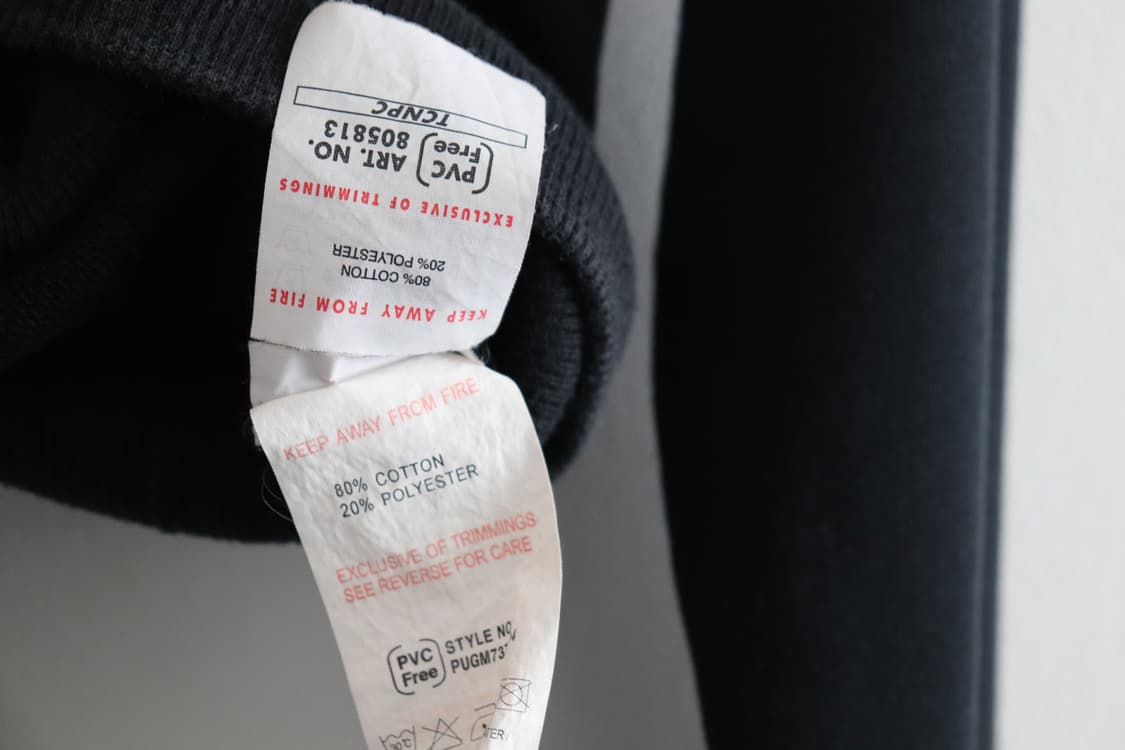 KEEP AWAY FROM FIRE
80% COTTON
20% POLYESTER
EXCLUSIVE OF TRIMMINGS
PVC ART. NO.
Free 805813
TCNPC
KEEP AWAY FROM FIRE
80% COTTON
20% POLYESTER
EXCLUSIVE OF TRIMMINGS
SEE REVERSE FOR CARE
PVC STYLE NO
Free